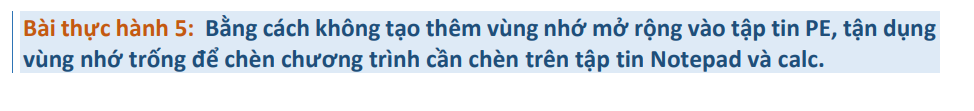 Bài thực hành 5: Bằng cách không tạo thêm vùng nhớ mở rộng vào tập tin PE, tận dụng
vùng nhớ trống để chèn chương trình cần chèn trên tập tin Notepad và calc.